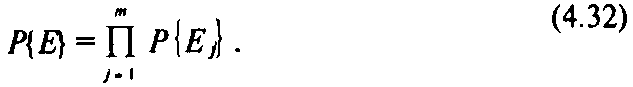 P{E} = ∏_{j=1}^{m} P{E_j} . (4.32)